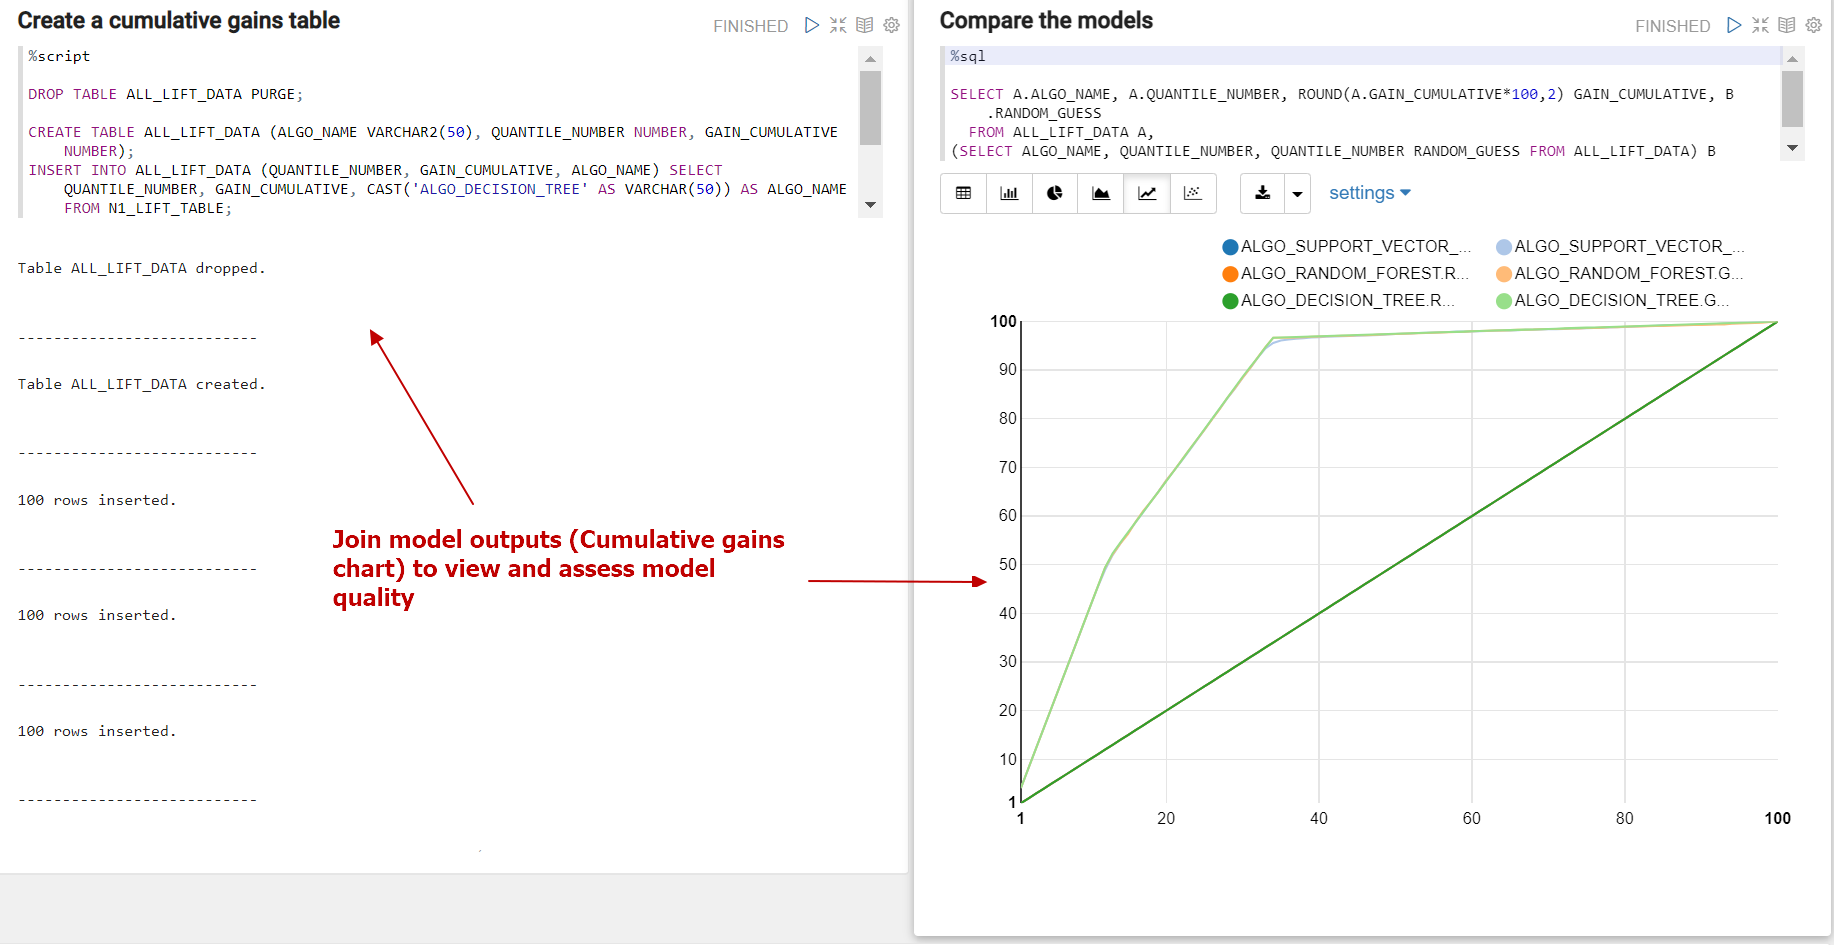 Create a cumulative gains table
FINISHED
%script
DROP TABLE ALL_LIFT_DATA PURGE;
CREATE TABLE ALL_LIFT_DATA (ALGO_NAME VARCHAR2(50), QUANTILE_NUMBER NUMBER, GAIN_CUMULATIVE
NUMBER);
INSERT INTO ALL_LIFT_DATA (QUANTILE_NUMBER, GAIN_CUMULATIVE, ALGO_NAME) SELECT
QUANTILE_NUMBER, GAIN_CUMULATIVE, CAST('ALGO_DECISION_TREE' AS VARCHAR(50)) AS ALGO_NAME
FROM N1_LIFT_TABLE;
Table ALL_LIFT_DATA dropped.
---------------------------
Table ALL_LIFT_DATA created.
---------------------------
100 rows inserted.
---------------------------
100 rows inserted.
---------------------------
100 rows inserted.
---------------------------
Join model outputs (Cumulative gains
chart) to view and assess model
quality
Compare the models
FINISHED
%sql
SELECT A.ALGO_NAME, A.QUANTILE_NUMBER, ROUND(A.GAIN_CUMULATIVE*100,2) GAIN_CUMULATIVE, B
.RANDOM_GUESS
FROM ALL_LIFT_DATA A,
(SELECT ALGO_NAME, QUANTILE_NUMBER, QUANTILE_NUMBER RANDOM_GUESS FROM ALL_LIFT_DATA) B
settings
ALGO_SUPPORT_VECTOR_... ALGO_SUPPORT_VECTOR_...
ALGO_RANDOM_FOREST.R... ALGO_RANDOM_FOREST.G...
ALGO_DECISION_TREE.R... ALGO_DECISION_TREE.G...
100
90
80
70
60
50
40
30
20
10
1
1 20 40 60 80 100